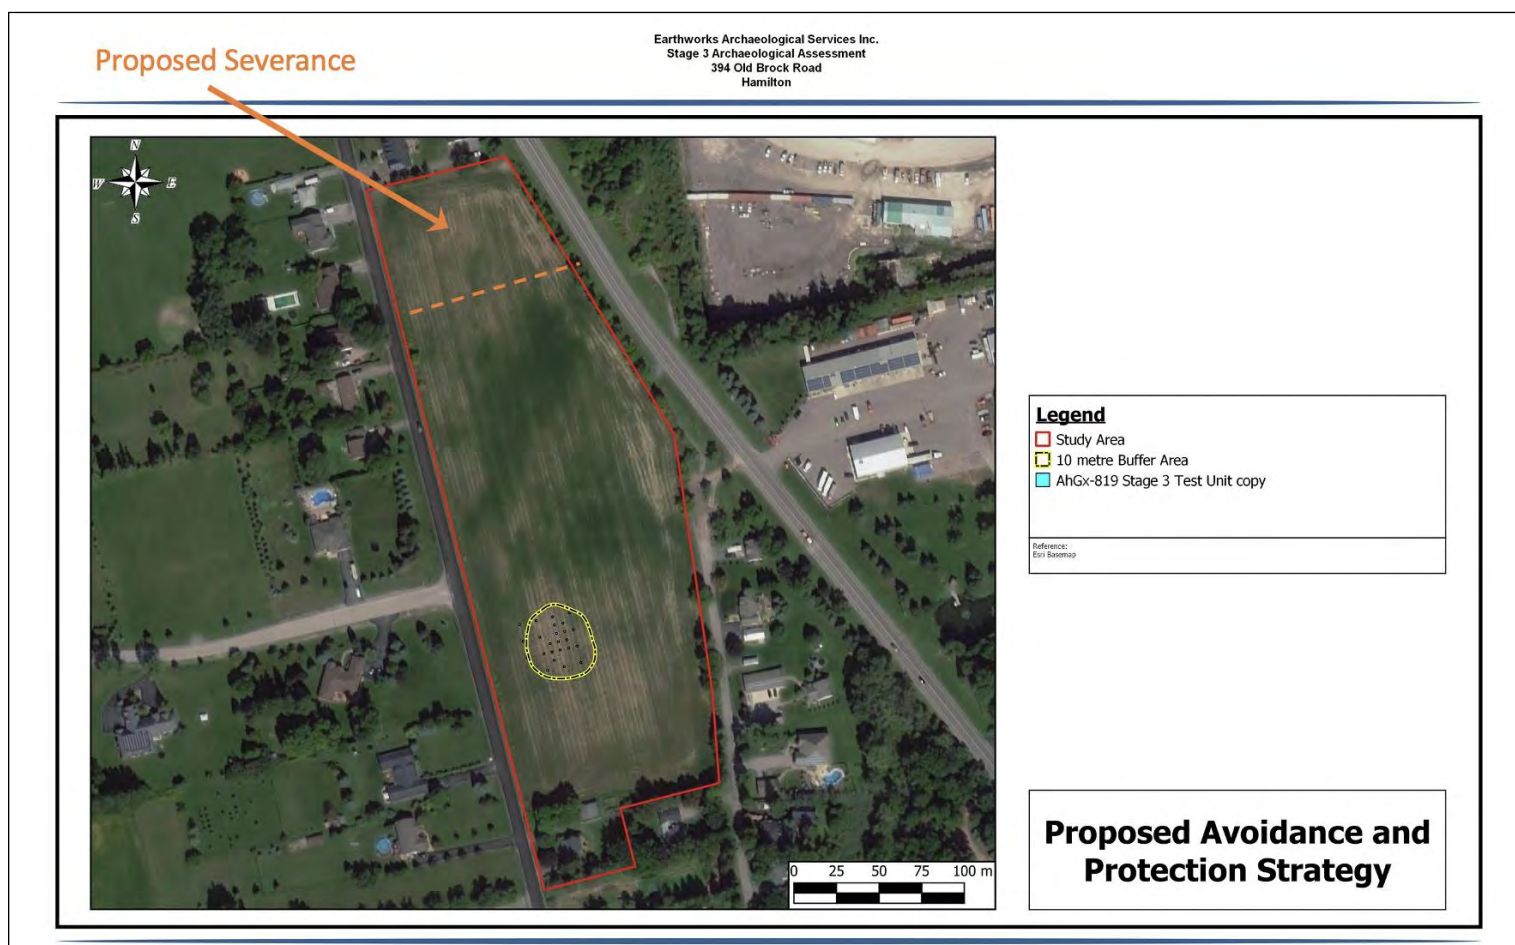 Proposed Severance
Earthworks Archaeological Services Inc.
Stage 3 Archaeological Assessment
394 Old Brock Road
Hamilton
N
W E
S
Legend
Study Area
10 metre Buffer Area
AhGx-819 Stage 3 Test Unit copy
Reference:
Esri Basemap
0 25 50 75 100 m
Proposed Avoidance and
Protection Strategy